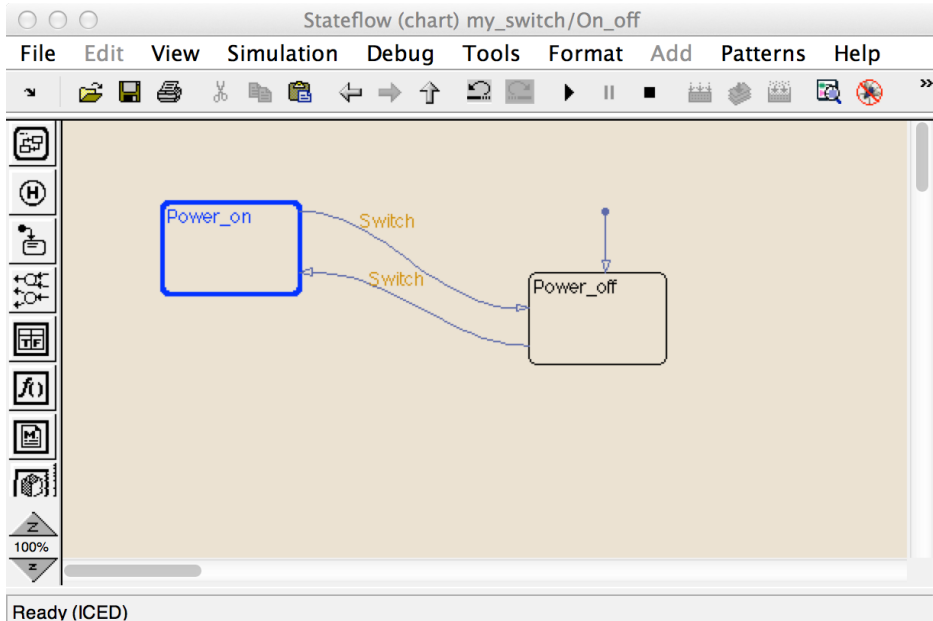 Stateflow (chart) my_switch/On_off
File Edit View Simulation Debug Tools Format Add Patterns Help
»
H
Power_on
Switch
Switch
Power_off
TF
f()
M
Z
100%
Z
Ready (ICED)